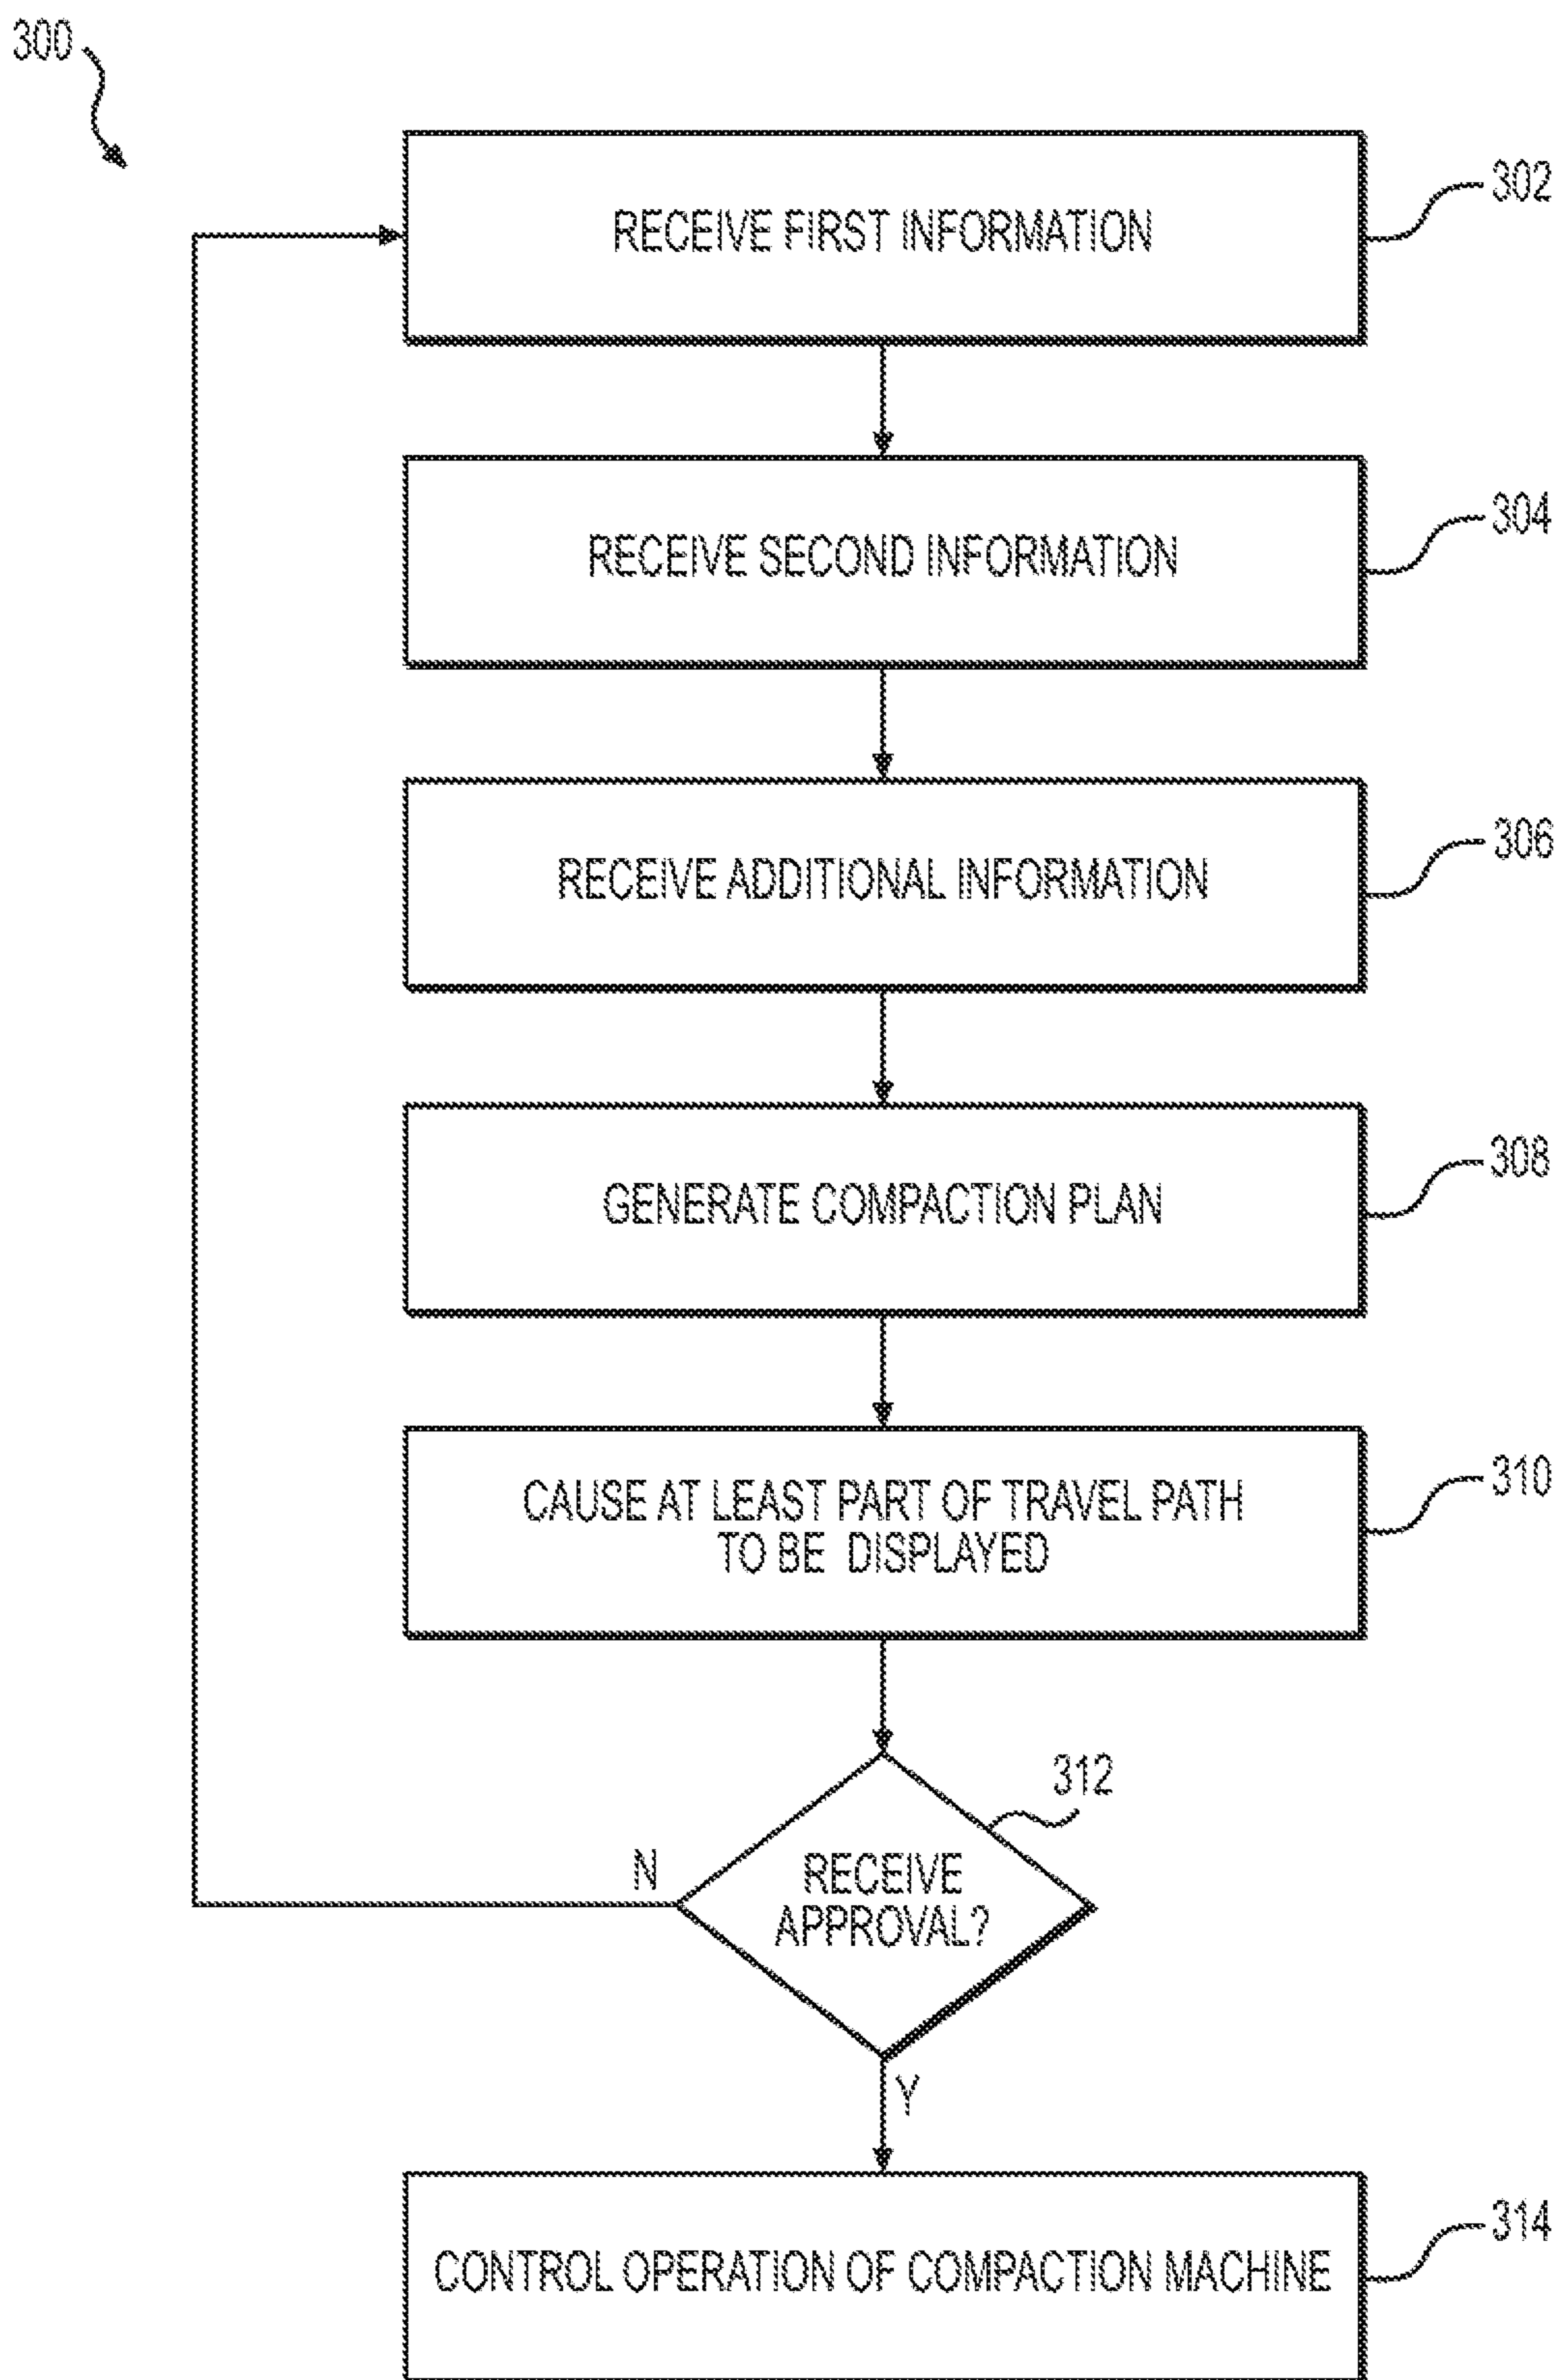 300
RECEIVE FIRST INFORMATION
302
RECEIVE SECOND INFORMATION
304
RECEIVE ADDITIONAL INFORMATION
306
GENERATE COMPACTION PLAN
308
CAUSE AT LEAST PART OF TRAVEL PATH
TO BE DISPLAYED
310
312
RECEIVE
APPROVAL?
N
Y
CONTROL OPERATION OF COMPACTION MACHINE
314